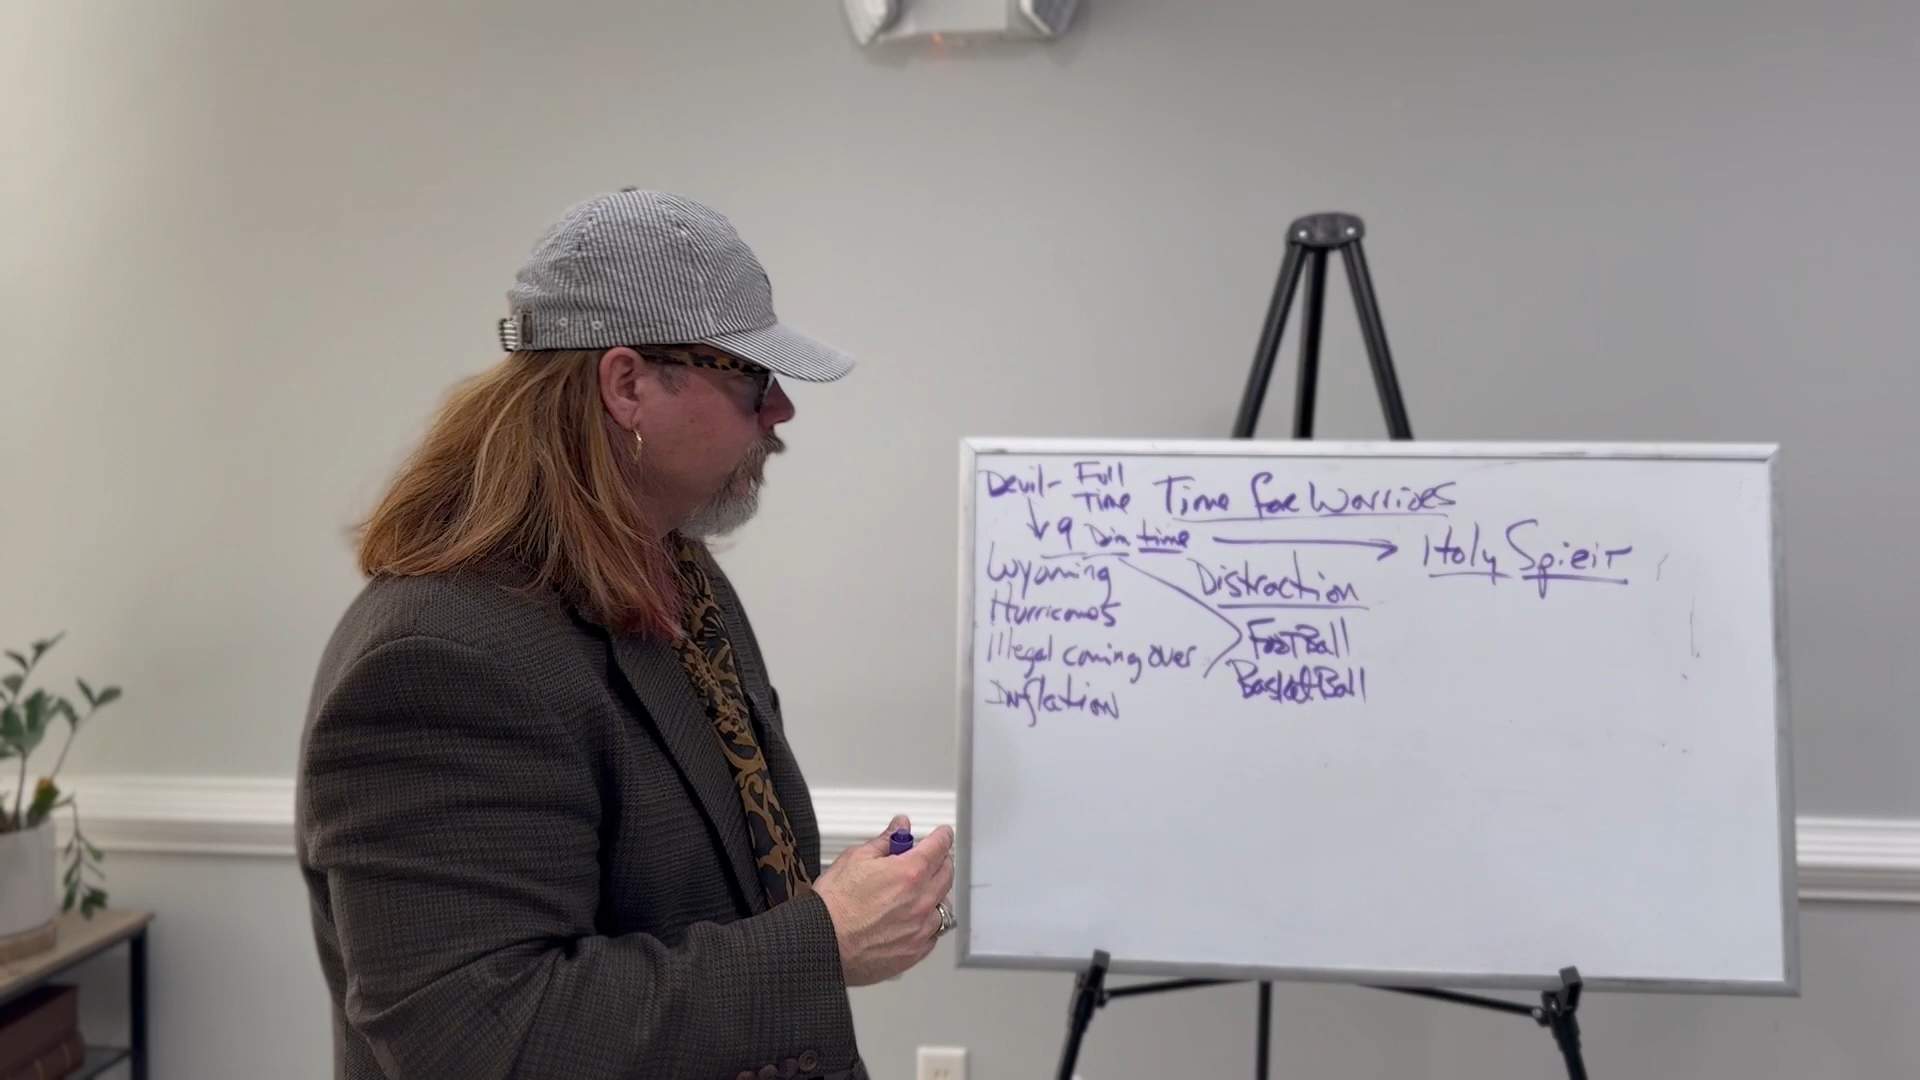 Devil- Full Time
Time for Warriors
9 Dim time
Holy Spirit
Wyoming
Hurricanes
Illegal coming over
Inflation
Distraction
FootBall
BasketBall